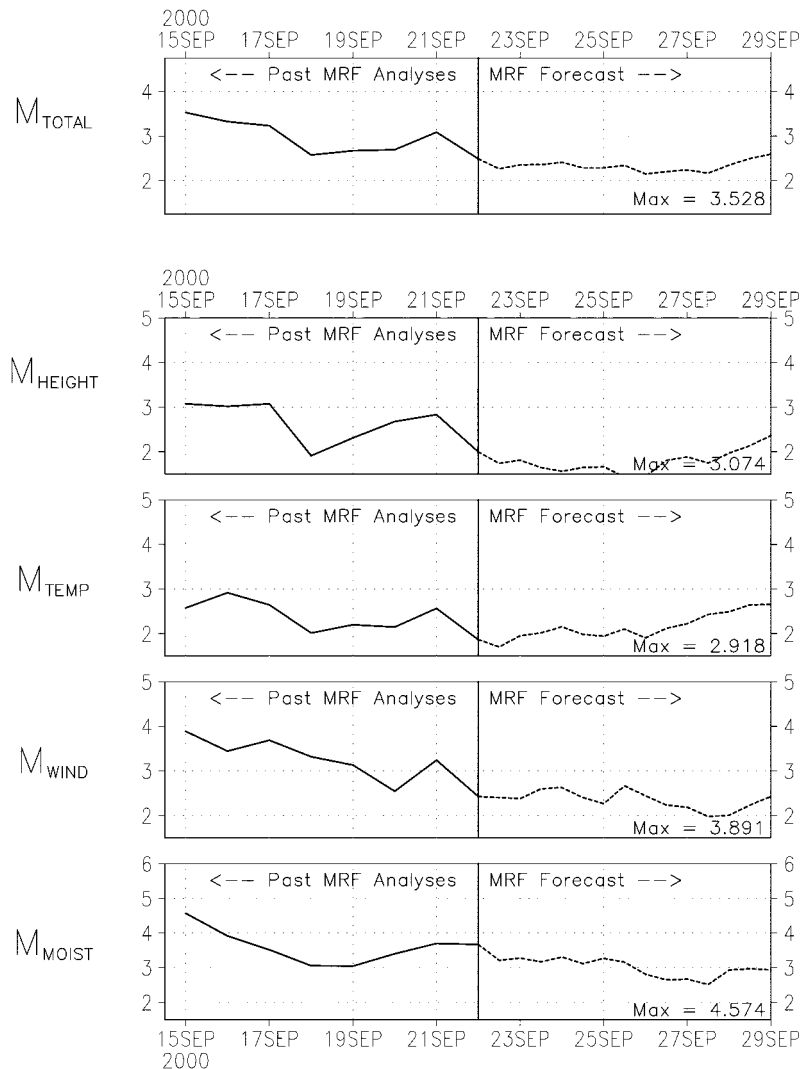 2000
15SEP 17SEP 19SEP 21SEP 23SEP 25SEP 27SEP 29SEP
<-- Past MRF Analyses MRF Forecast -->
M TOTAL
4 4
3 3
2 2
Max = 3.528
2000
15SEP 17SEP 19SEP 21SEP 23SEP 25SEP 27SEP 29SEP
5 5
<-- Past MRF Analyses MRF Forecast -->
4 4
M HEIGHT
3 3
2 2
Max = 3.074
5 5
<-- Past MRF Analyses MRF Forecast -->
4 4
M TEMP
3 3
2 2
Max = 2.918
5 5
<-- Past MRF Analyses MRF Forecast -->
4 4
M WIND
3 3
2 2
Max = 3.891
6 6
<-- Past MRF Analyses MRF Forecast -->
5 5
4 4
M MOIST
3 3
2 2
Max = 4.574
15SEP 17SEP 19SEP 21SEP 23SEP 25SEP 27SEP 29SEP
2000